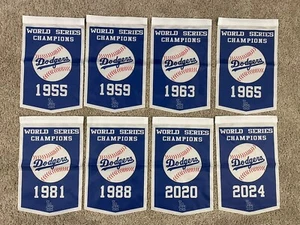 WORLD SERIES
CHAMPIONS
Dodgers
1955
WORLD SERIES
CHAMPIONS
Dodgers
1959
WORLD SERIES
CHAMPIONS
Dodgers
1963
WORLD SERIES
CHAMPIONS
Dodgers
1965
WORLD SERIES
CHAMPIONS
Dodgers
1981
WORLD SERIES
CHAMPIONS
Dodgers
1988
WORLD SERIES
CHAMPIONS
Dodgers
2020
WORLD SERIES
CHAMPIONS
Dodgers
2024